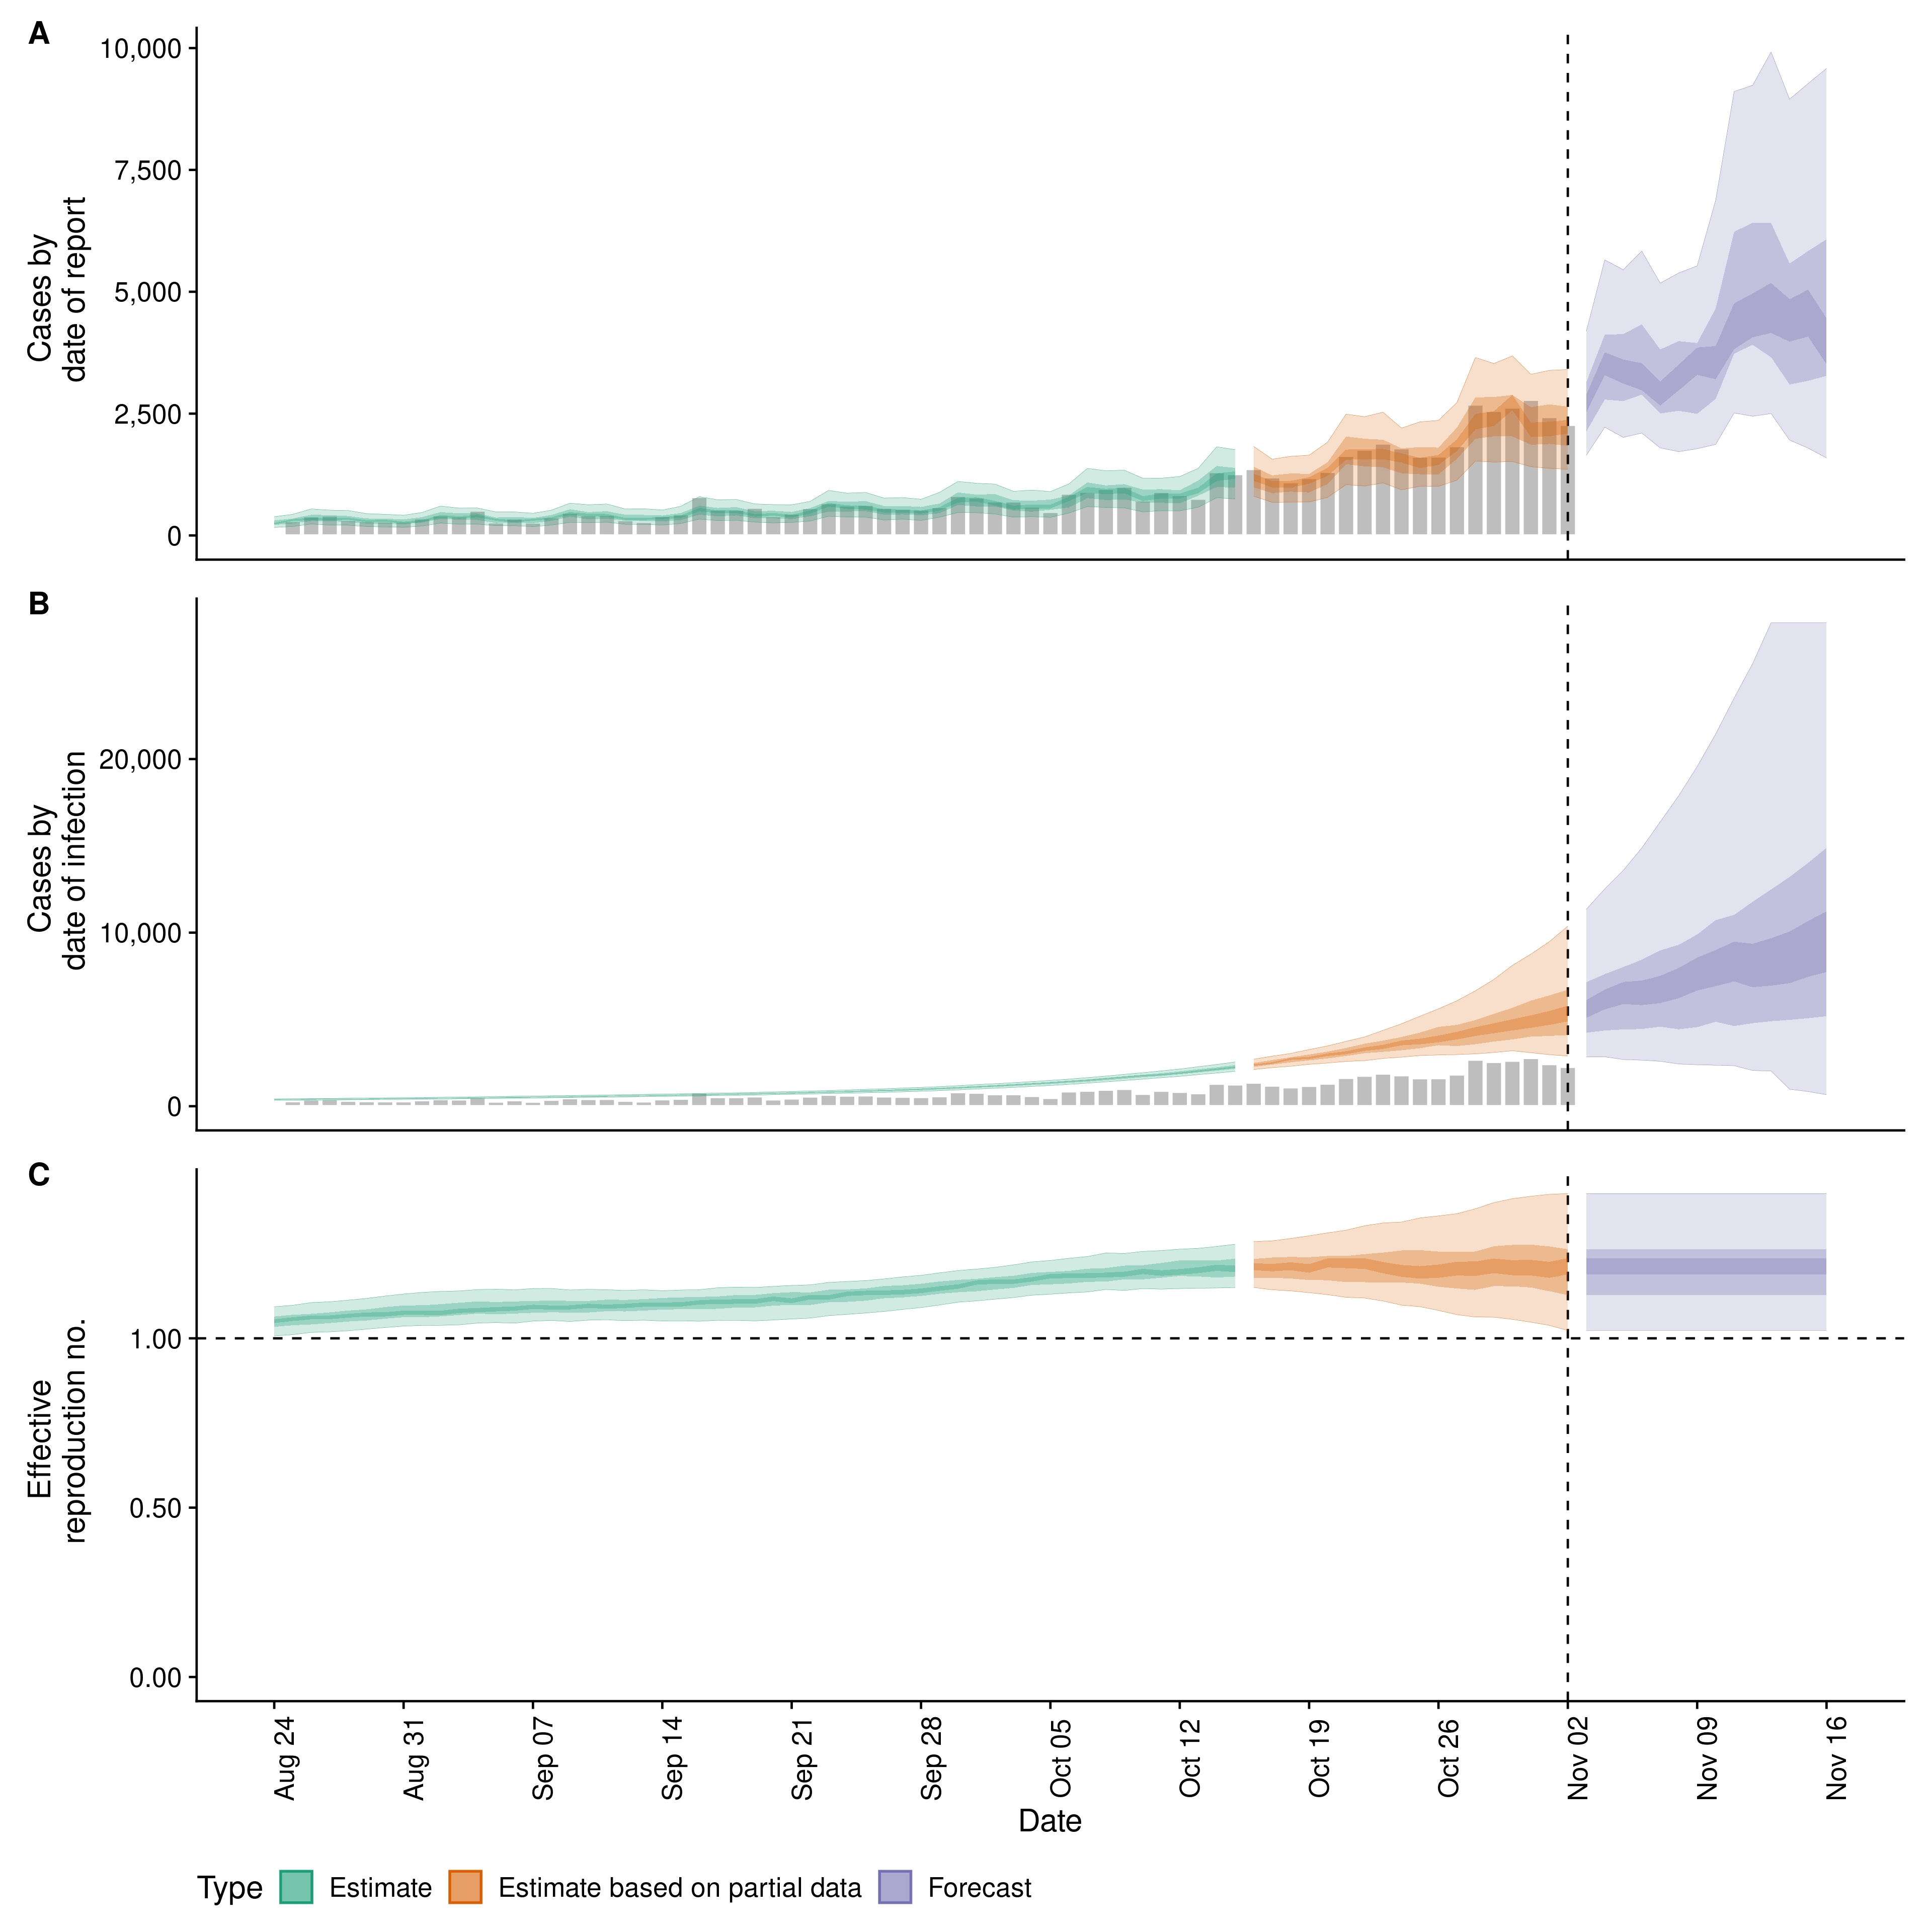 A
10,000
7,500
5,000
2,500
0
Cases by
date of report
B
20,000
10,000
0
Cases by
date of infection
C
1.00
0.50
0.00
Effective
reproduction no.
Aug 24
Aug 31
Sep 07
Sep 14
Sep 21
Sep 28
Oct 05
Oct 12
Oct 19
Oct 26
Nov 02
Nov 09
Nov 16
Date
Type Estimate Estimate based on partial data Forecast